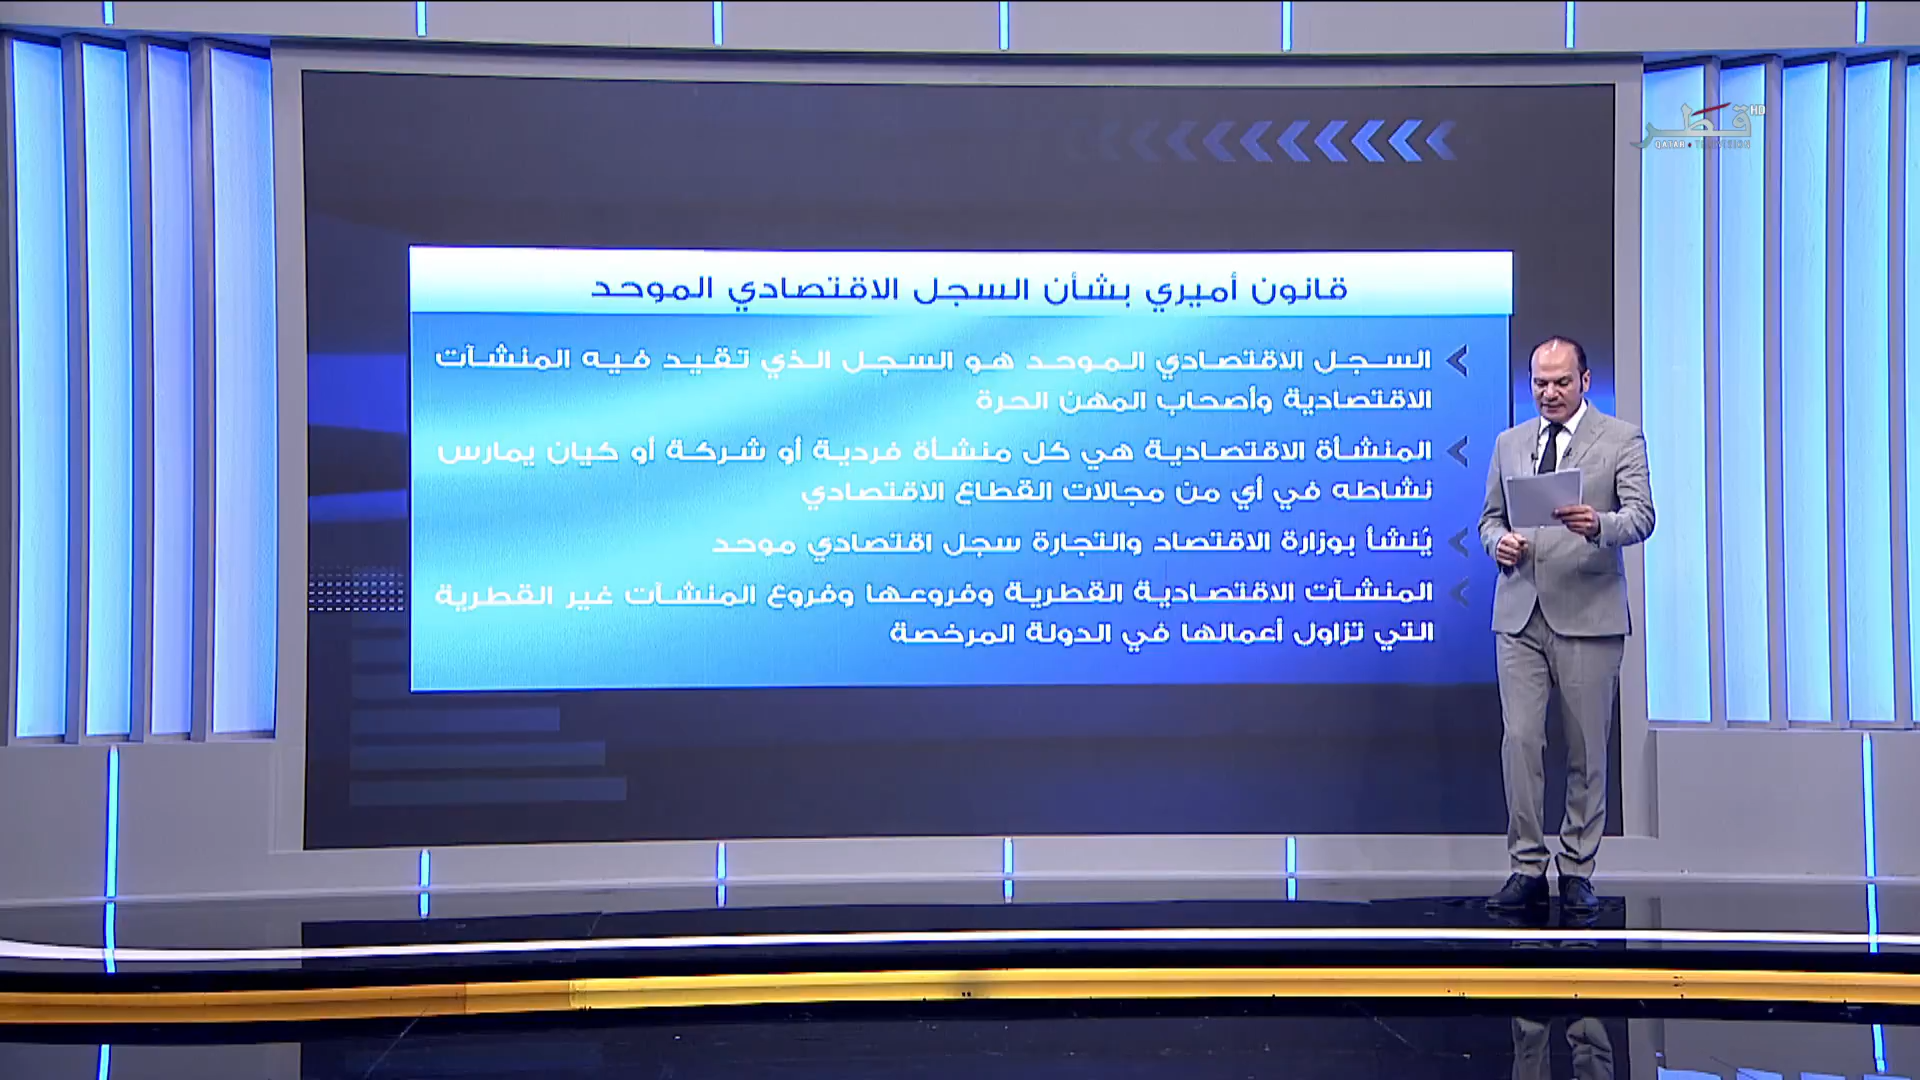 قطر HD
QATAR TELEVISION
قانون أميري بشأن السجل الاقتصادي الموحد
السجل الاقتصادي الموحد هو السجل الذي تقيد فيه المنشآت
الاقتصادية وأصحاب المهن الحرة
المنشأة الاقتصادية هي كل منشأة فردية أو شركة أو كيان يمارس
نشاطه في أي من مجالات القطاع الاقتصادي
يُنشأ بوزارة الاقتصاد والتجارة سجل اقتصادي موحد
المنشآت الاقتصادية القطرية وفروعها وفروع المنشآت غير القطرية
التي تزاول أعمالها في الدولة المرخصة